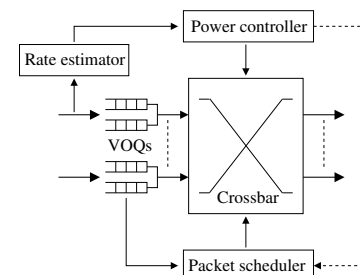 Power controller
Rate estimator
VOQs
Crossbar
Packet scheduler